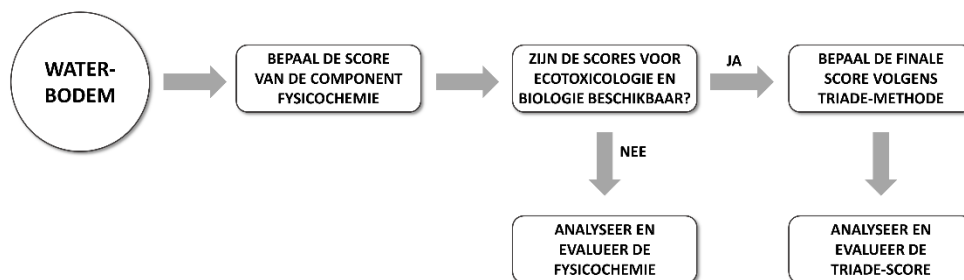 WATER-
BODEM
BEPAAL DE SCORE
VAN DE COMPONENT
FYSICOCHEMIE
ZIJN DE SCORES VOOR
ECOTOXICOLOGIE EN
BIOLOGIE BESCHIKBAAR?
JA
BEPAAL DE FINALE
SCORE VOLGENS
TRIADE-METHODE
NEE
ANALYSEER EN
EVALUEER DE
FYSICOCHEMIE
ANALYSEER EN
EVALUEER DE
TRIADE-SCORE